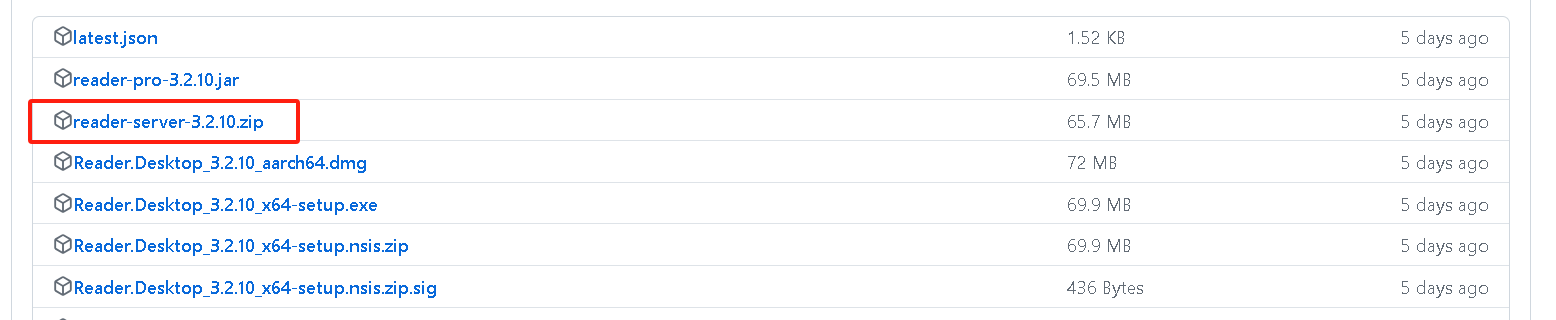 latest.json 1.52 KB 5 days ago
reader-pro-3.2.10.jar 69.5 MB 5 days ago
reader-server-3.2.10.zip 65.7 MB 5 days ago
Reader.Desktop_3.2.10_aarch64.dmg 72 MB 5 days ago
Reader.Desktop_3.2.10_x64-setup.exe 69.9 MB 5 days ago
Reader.Desktop_3.2.10_x64-setup.nsis.zip 69.9 MB 5 days ago
Reader.Desktop_3.2.10_x64-setup.nsis.zip.sig 436 Bytes 5 days ago